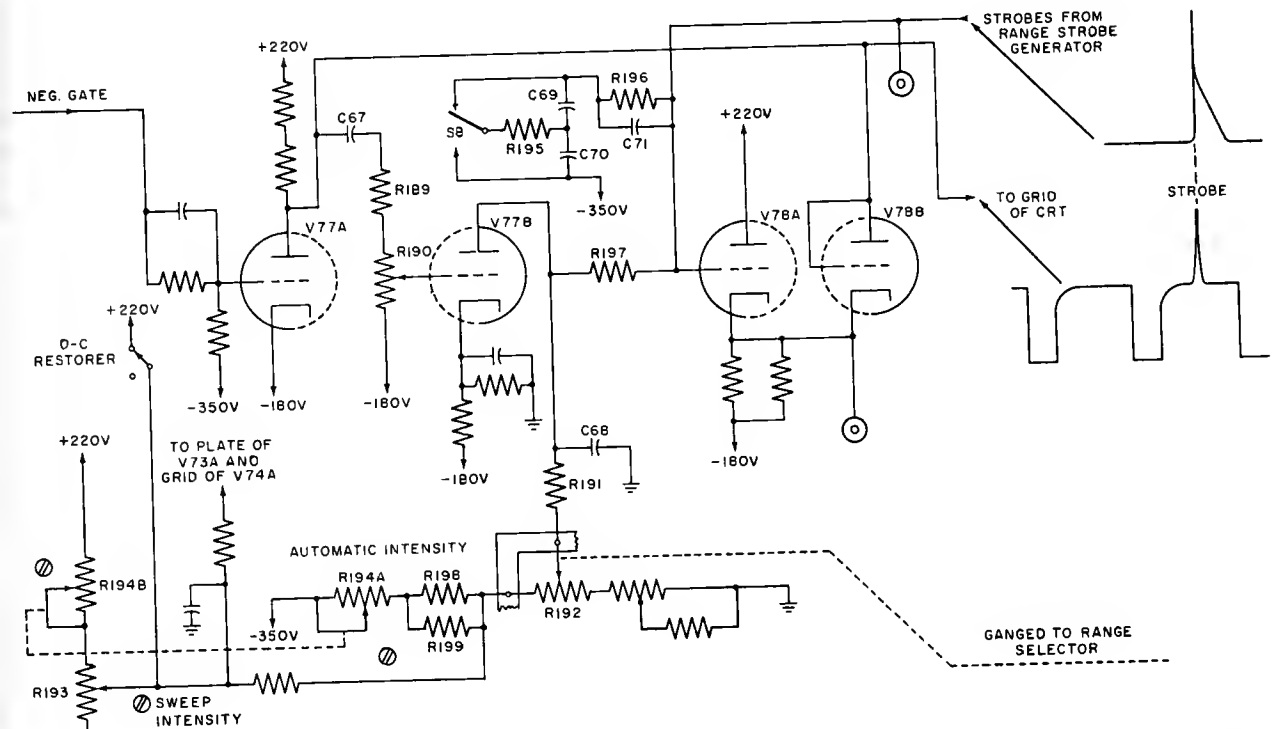 STROBES FROM
RANGE STROBE
GENERATOR
+220V
NEG. GATE
C67
C69
R196
S8
R195
C71
C70
+220V
R189
-350V
TO GRID
OF CRT
STROBE
V77A
V77B
V78A
V78B
R190
R197
+220V
D-C
RESTORER
-350V
-180V
-180V
+220V
TO PLATE OF
V73A AND
GRID OF V74A
-180V
C68
-180V
R191
AUTOMATIC INTENSITY
R194B
R194A
R198
R192
-350V
R199
GANGED TO RANGE
SELECTOR
R193
SWEEP
INTENSITY